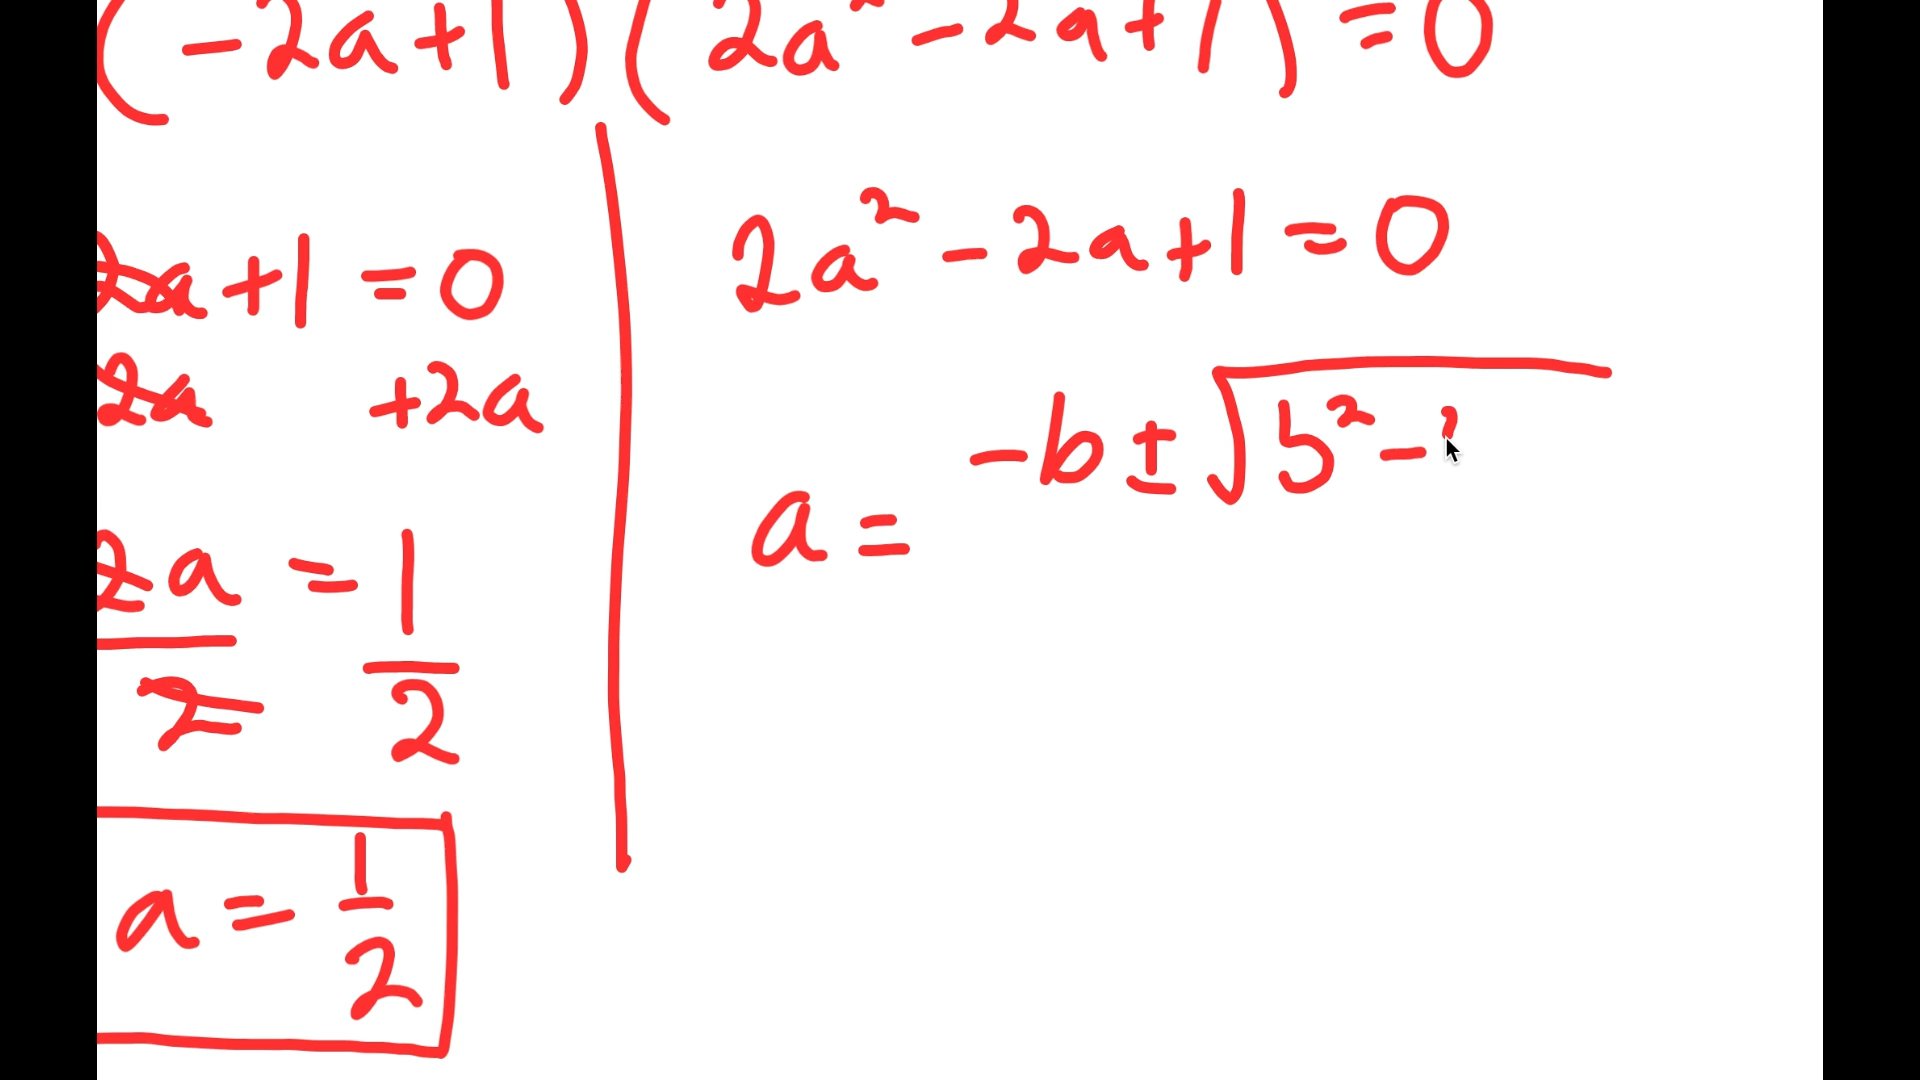 (-2a+1)(2a²-2a+1)=0
2a+1=0
2a +2a
2a=1
2 2
a=1/2
2a²-2a+1=0
a=-b±√b²-